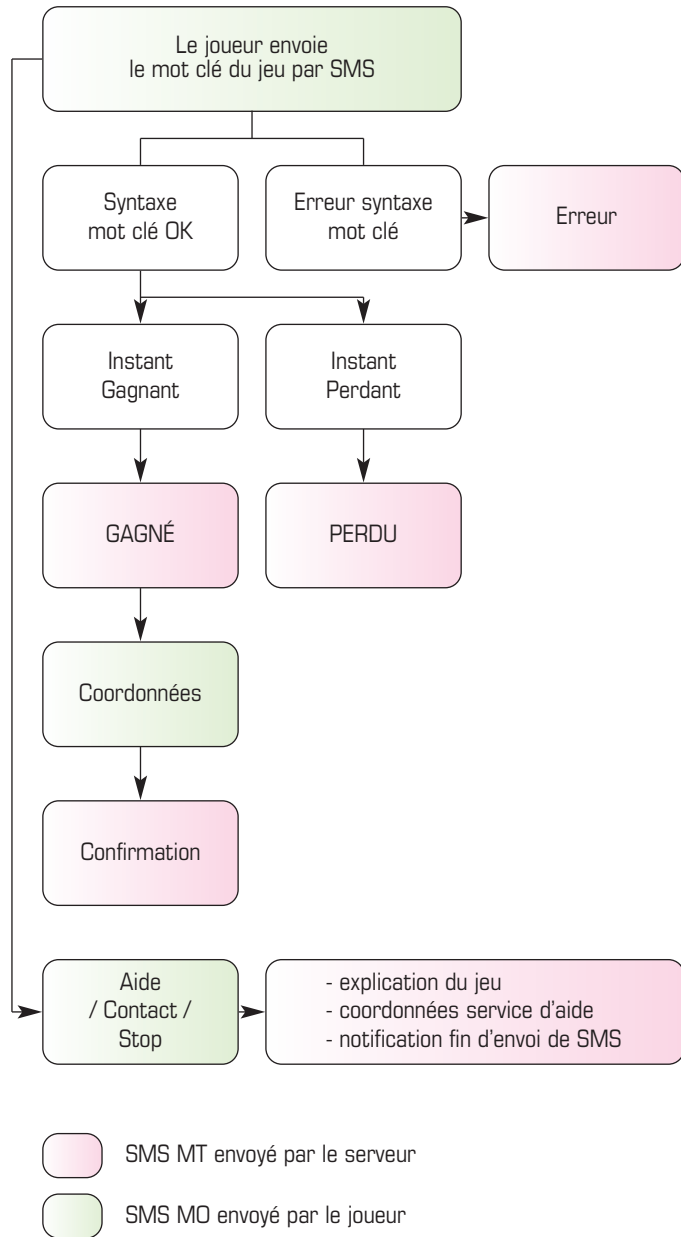 Le joueur envoie
le mot clé du jeu par SMS
Syntaxe
mot clé OK
Erreur syntaxe
mot clé
Erreur
Instant
Gagnant
Instant
Perdant
GAGNÉ
PERDU
Coordonnées
Confirmation
Aide
/ Contact /
Stop
- explication du jeu
- coordonnées service d'aide
- notification fin d'envoi de SMS
SMS MT envoyé par le serveur
SMS MO envoyé par le joueur